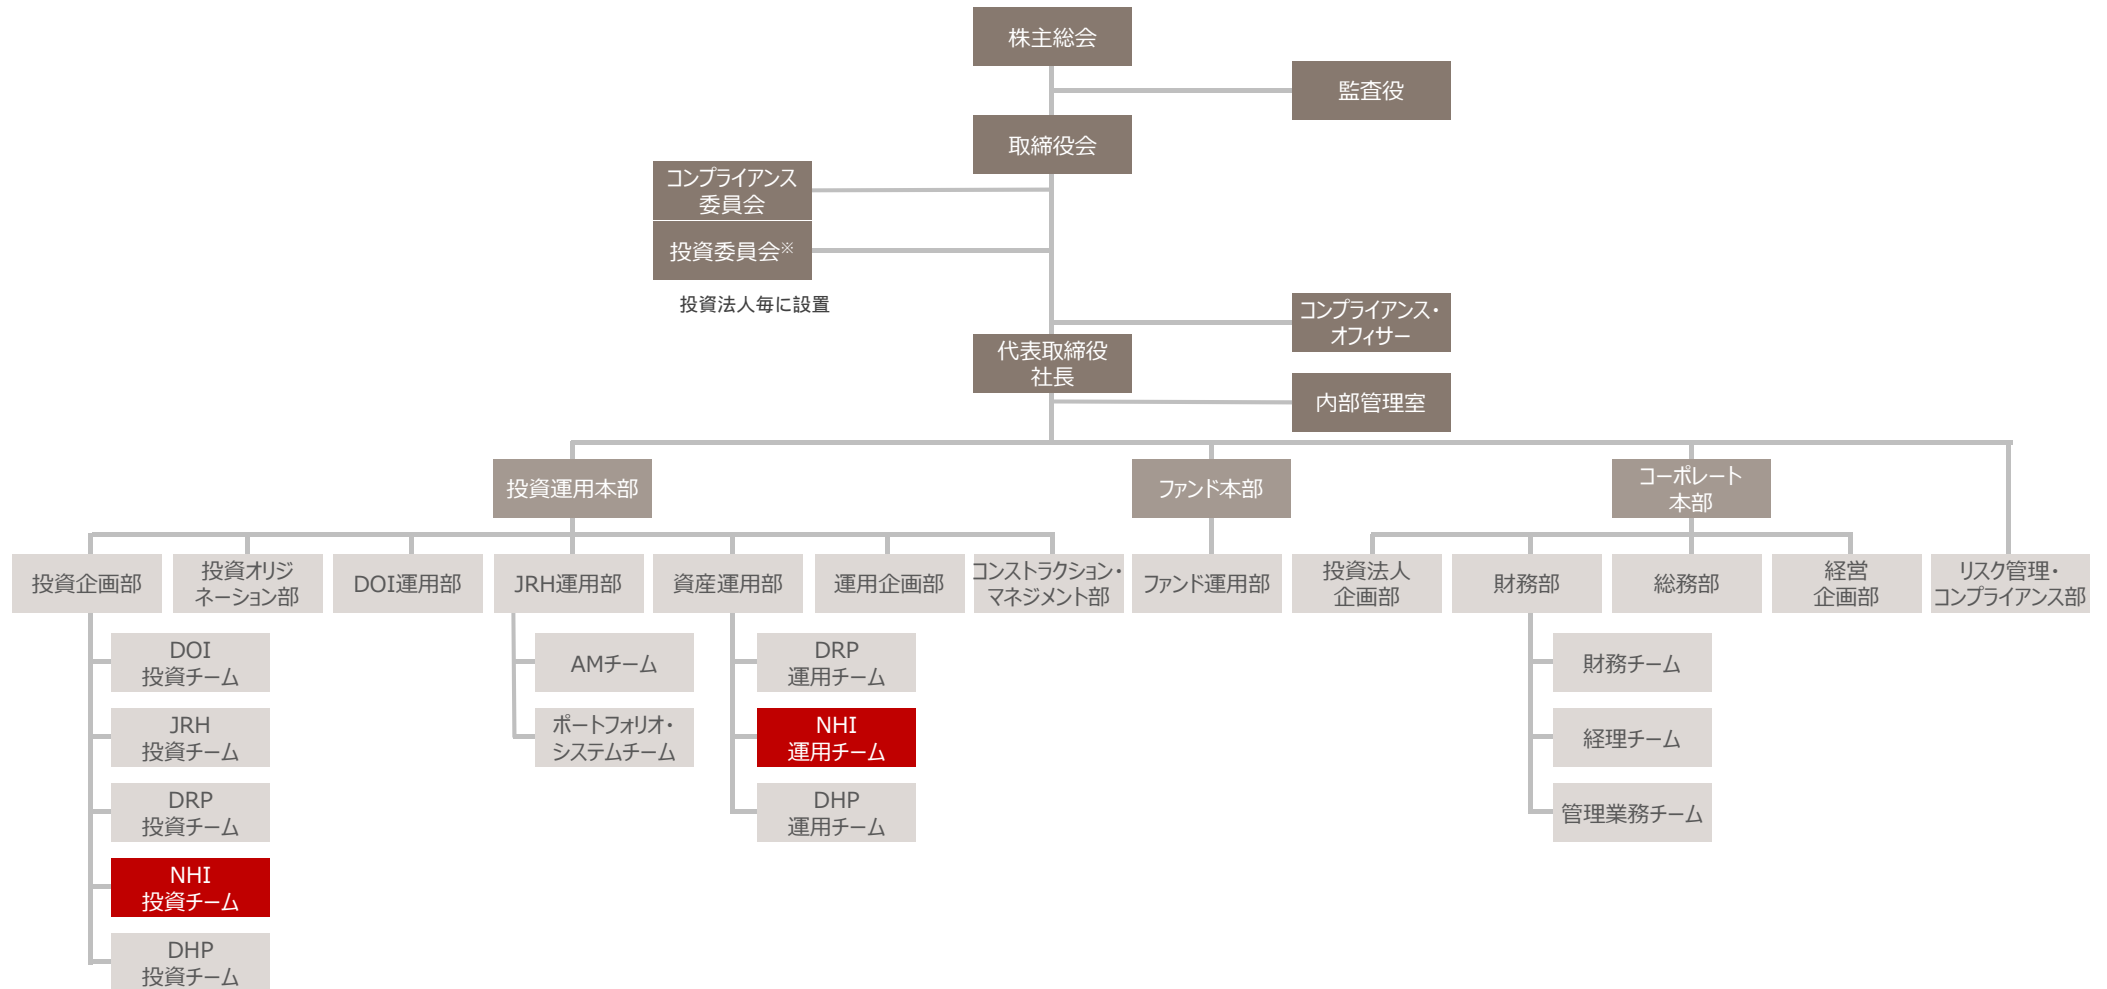 株主総会
監査役
取締役会
コンプライアンス
委員会
投資委員会※
投資法人毎に設置
コンプライアンス・
オフィサー
代表取締役
社長
内部管理室
投資運用本部
ファンド本部
コーポレート
本部
投資企画部
投資オリジ
ネーション部
DOI運用部
JRH運用部
資産運用部
運用企画部
コンストラクション・
マネジメント部
ファンド運用部
投資法人
企画部
財務部
総務部
経営
企画部
リスク管理・
コンプライアンス部
DOI
投資チーム
JRH
投資チーム
DRP
投資チーム
NHI
投資チーム
DHP
投資チーム
AMチーム
ポートフォリオ・
システムチーム
DRP
運用チーム
NHI
運用チーム
DHP
運用チーム
財務チーム
経理チーム
管理業務チーム